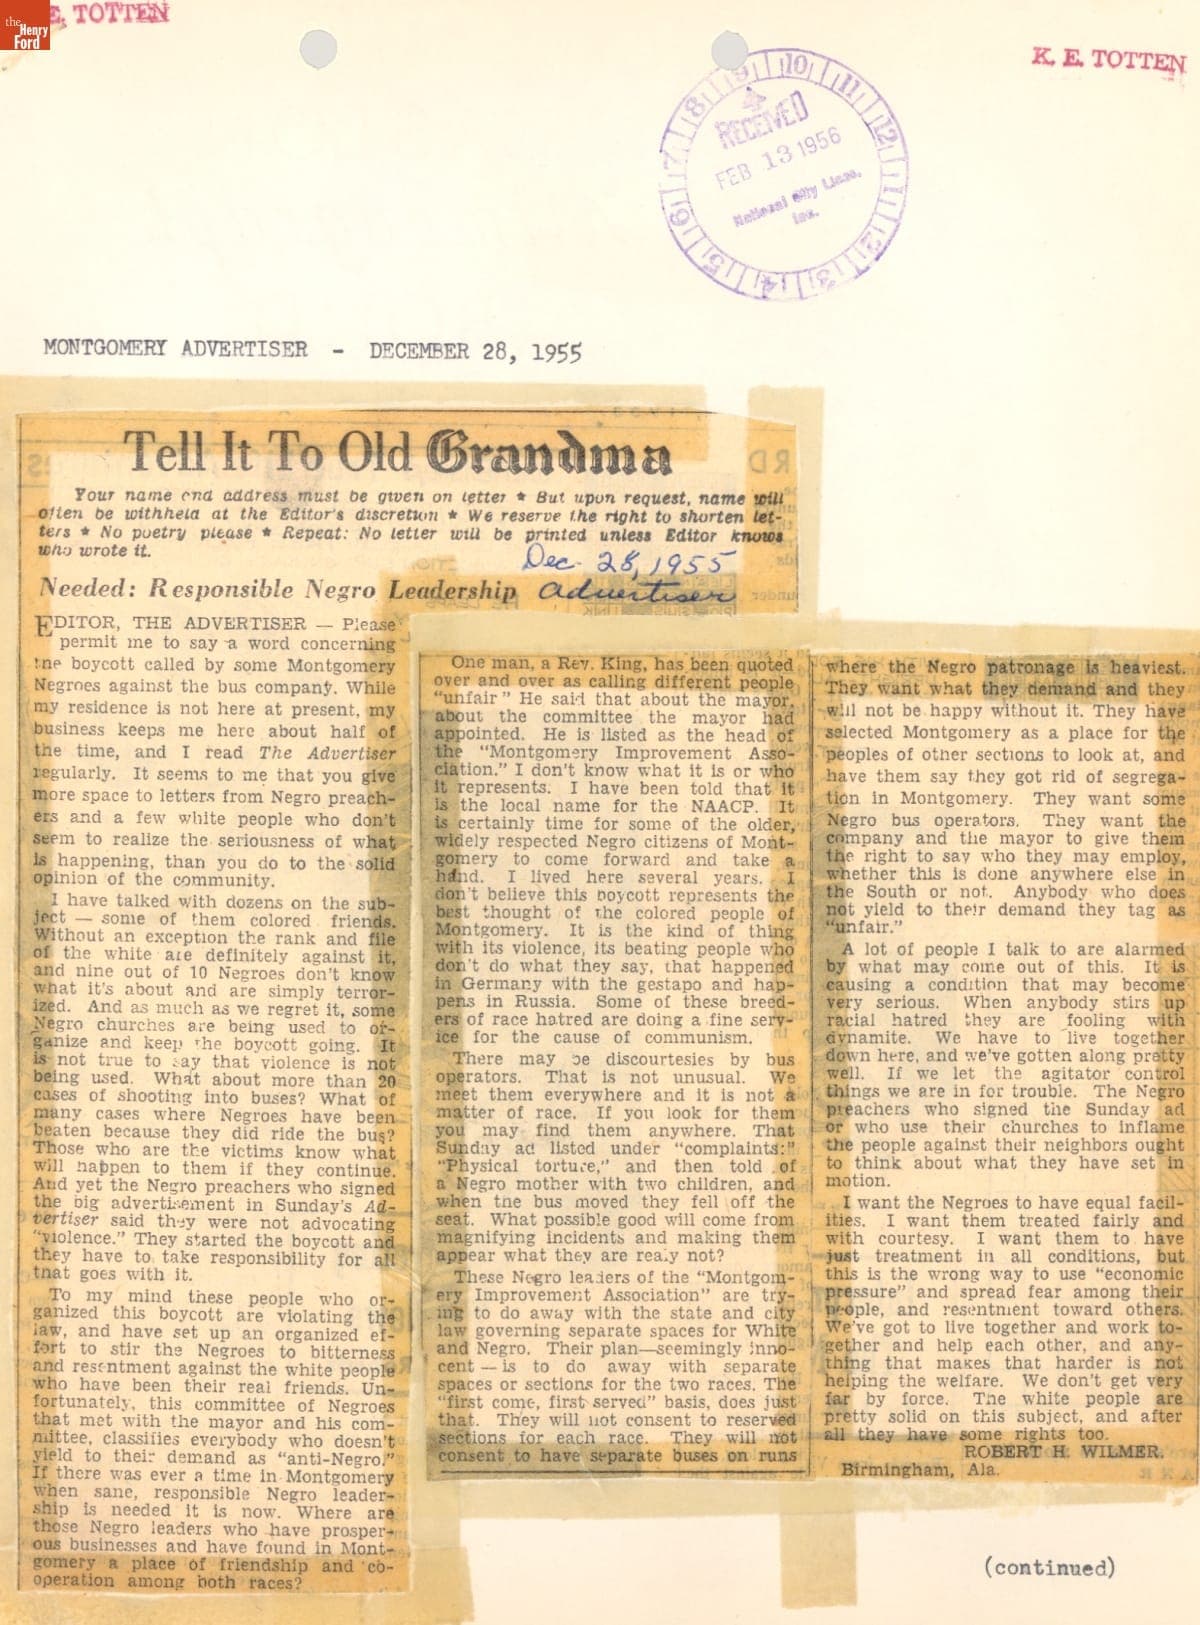 the
Henry
Ford
E. TOTTEN
K. E. TOTTEN
7 8 9 10 11 12 1 2 3 4 5 6
RECEIVED
FEB 13 1956
National City Lines,
Inc.
MONTGOMERY ADVERTISER - DECEMBER 28, 1955
Tell It To Old Grandma
Your name and address must be given on letter ★ But upon request, name will
often be withheld at the Editor's discretion ★ We reserve the right to shorten let-
ters ★ No poetry please ★ Repeat: No letter will be printed unless Editor knows
who wrote it.
Dec. 28, 1955
Advertiser
Needed: Responsible Negro Leadership
EDITOR, THE ADVERTISER — Please
permit me to say a word concerning
the boycott called by some Montgomery
Negroes against the bus company. While
my residence is not here at present, my
business keeps me here about half of
the time, and I read The Advertiser
regularly. It seems to me that you give
more space to letters from Negro preach-
ers and a few white people who don't
seem to realize the seriousness of what
is happening, than you do to the solid
opinion of the community.
I have talked with dozens on the sub-
ject — some of them colored friends.
Without an exception the rank and file
of the white are definitely against it,
and nine out of 10 Negroes don't know
what it's about and are simply terror-
ized. And as much as we regret it, some
Negro churches are being used to or-
ganize and keep the boycott going. It
is not true to say that violence is not
being used. What about more than 20
cases of shooting into buses? What of
many cases where Negroes have been
beaten because they did ride the bus?
Those who are the victims know what
will happen to them if they continue.
And yet the Negro preachers who signed
the big advertisement in Sunday's Ad-
vertiser said they were not advocating
"violence." They started the boycott and
they have to take responsibility for all
that goes with it.
To my mind these people who or-
ganized this boycott are violating the
law, and have set up an organized ef-
fort to stir the Negroes to bitterness
and resentment against the white people
who have been their real friends. Un-
fortunately, this committee of Negroes
that met with the mayor and his com-
mittee, classifies everybody who doesn't
yield to their demand as "anti-Negro."
If there was ever a time in Montgomery
when sane, responsible Negro leader-
ship is needed it is now. Where are
those Negro leaders who have prosper-
ous businesses and have found in Mont-
gomery a place of friendship and co-
operation among both races?
One man, a Rev. King, has been quoted
over and over as calling different people
"unfair." He said that about the mayor,
about the committee the mayor had
appointed. He is listed as the head of
the "Montgomery Improvement Asso-
ciation." I don't know what it is or who
it represents. I have been told that it
is the local name for the NAACP. It
is certainly time for some of the older,
widely respected Negro citizens of Mont-
gomery to come forward and take a
hand. I lived here several years. I
don't believe this boycott represents the
best thought of the colored people of
Montgomery. It is the kind of thing
with its violence, its beating people who
don't do what they say, that happened
in Germany with the gestapo and hap-
pens in Russia. Some of these breed-
ers of race hatred are doing a fine serv-
ice for the cause of communism.
There may be discourtesies by bus
operators. That is not unusual. We
meet them everywhere and it is not a
matter of race. If you look for them
you may find them anywhere. That
Sunday ad listed under "complaints:"
"Physical torture," and then told of
a Negro mother with two children, and
when the bus moved they fell off the
seat. What possible good will come from
magnifying incidents and making them
appear what they are realy not?
These Negro leaders of the "Montgom-
ery Improvement Association" are try-
ing to do away with the state and city
law governing separate spaces for White
and Negro. Their plan—seemingly inno-
cent — is to do away with separate
spaces or sections for the two races. The
"first come, first served" basis, does just
that. They will not consent to reserved
sections for each race. They will not
consent to have separate buses on runs
where the Negro patronage is heaviest.
They want what they demand and they
will not be happy without it. They have
selected Montgomery as a place for the
peoples of other sections to look at, and
have them say they got rid of segrega-
tion in Montgomery. They want some
Negro bus operators. They want the
company and the mayor to give them
the right to say who they may employ,
whether this is done anywhere else in
the South or not. Anybody who does
not yield to their demand they tag as
"unfair."
A lot of people I talk to are alarmed
by what may come out of this. It is
causing a condition that may become
very serious. When anybody stirs up
racial hatred they are fooling with
dynamite. We have to live together
down here, and we've gotten along pretty
well. If we let the agitator control
things we are in for trouble. The Negro
preachers who signed the Sunday ad
or who use their churches to inflame
the people against their neighbors ought
to think about what they have set in
motion.
I want the Negroes to have equal facil-
ities. I want them treated fairly and
with courtesy. I want them to have
just treatment in all conditions, but
this is the wrong way to use "economic
pressure" and spread fear among their
people, and resentment toward others.
We've got to live together and work to-
gether and help each other, and any-
thing that makes that harder is not
helping the welfare. We don't get very
far by force. The white people are
pretty solid on this subject, and after
all they have some rights too.
ROBERT H. WILMER.
Birmingham, Ala.
(continued)